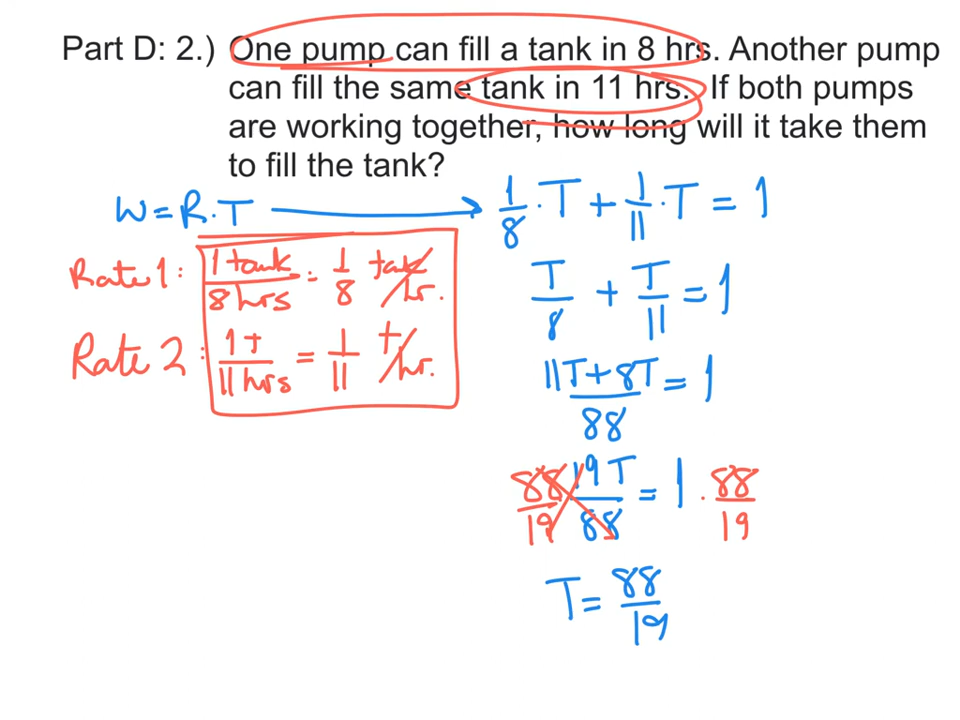 Part D: 2.) One pump can fill a tank in 8 hrs. Another pump
can fill the same tank in 11 hrs. If both pumps
are working together, how long will it take them
to fill the tank?
W = R.T → 1/8 · T + 1/11 · T = 1
Rate 1: 1 tank/8 hrs = 1/8 tank/hr.
T/8 + T/11 = 1
Rate 2: 1 t/11 hrs = 1/11 t/hr.
11T + 8T/88 = 1
88/19 19T/88 = 1 · 88/19
T = 88/19